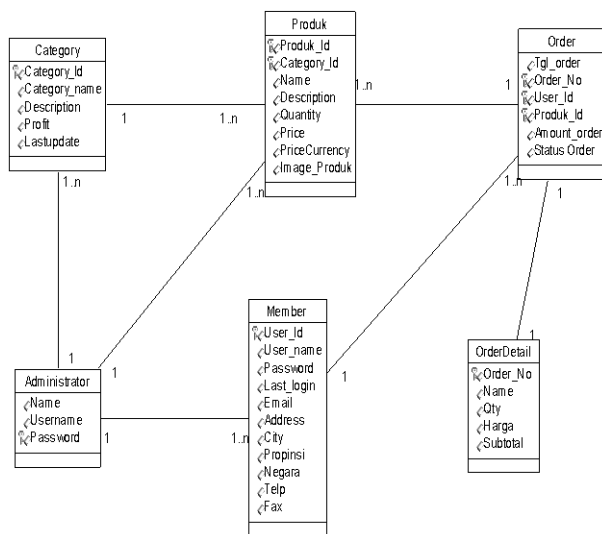 Category
Category_Id
Category_name
Description
Profit
Lastupdate
Produk
Produk_Id
Category_Id
Name
Description
Quantity
Price
PriceCurrency
Image_Produk
Order
Tgl_order
Order_No
User_Id
Produk_Id
Amount_order
Status Order
1
1..n
1..n
1
1..n
1..n
1..n
1
Member
User_Id
User_name
Password
Last_login
Email
Address
City
Propinsi
Negara
Telp
Fax
1
OrderDetail
Order_No
Name
Qty
Harga
Subtotal
1
1
1
Administrator
Name
Username
Password
1
1..n